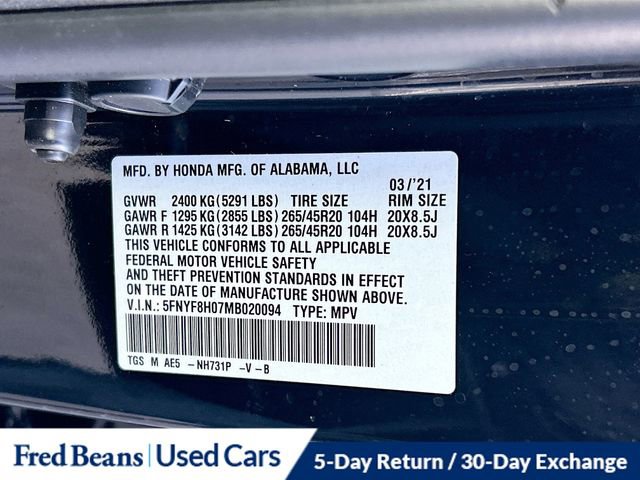 MFD. BY HONDA MFG. OF ALABAMA, LLC
03/'21
GVWR 2400 KG(5291 LBS) TIRE SIZE RIM SIZE
GAWR F 1295 KG(2855 LBS) 265/45R20 104H 20X8.5J
GAWR R 1425 KG(3142 LBS) 265/45R20 104H 20X8.5J
THIS VEHICLE CONFORMS TO ALL APPLICABLE
FEDERAL MOTOR VEHICLE SAFETY
AND THEFT PREVENTION STANDARDS IN EFFECT
ON THE DATE OF MANUFACTURE SHOWN ABOVE.
V.I.N.: 5FNYF8H07MB020094 TYPE: MPV
TGS M AE5 -NH731P -V-B
Fred Beans | Used Cars
5-Day Return / 30-Day Exchange